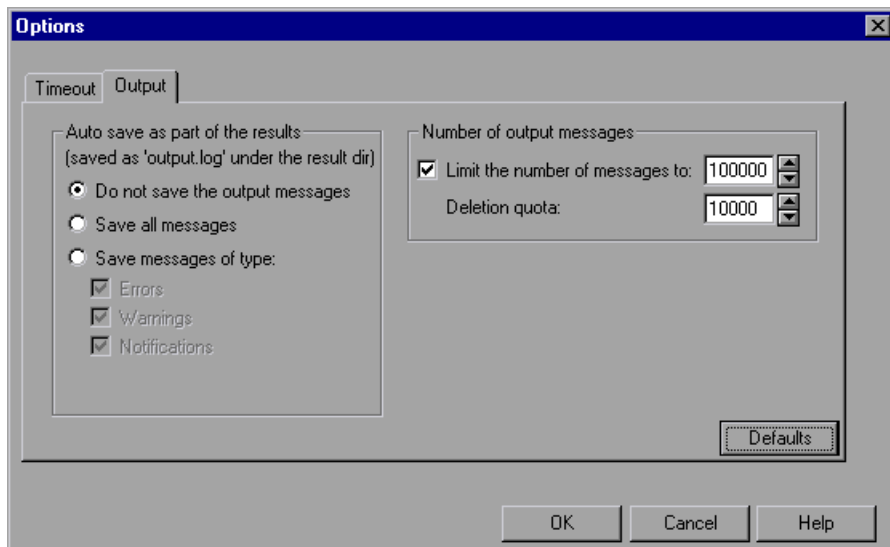 Options
Timeout
Output
Auto save as part of the results
(saved as 'output.log' under the result dir)
Do not save the output messages
Save all messages
Save messages of type:
Errors
Warnings
Notifications
Number of output messages
Limit the number of messages to: 100000
Deletion quota: 10000
Defaults
OK
Cancel
Help